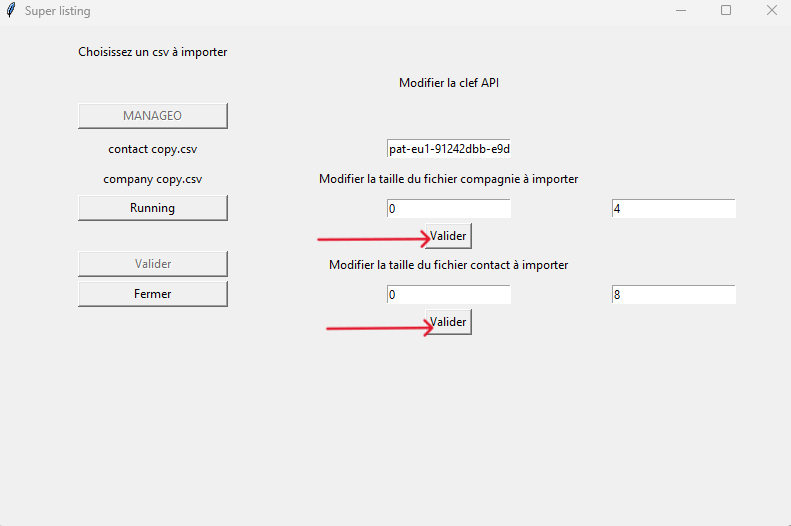 Super listing
Choisissez un csv à importer
Modifier la clef API
MANAGEO
contact copy.csv
pat-eu1-91242dbb-e9d
company copy.csv
Modifier la taille du fichier compagnie à importer
Running
0
4
Valider
Valider
Modifier la taille du fichier contact à importer
Fermer
0
8
Valider